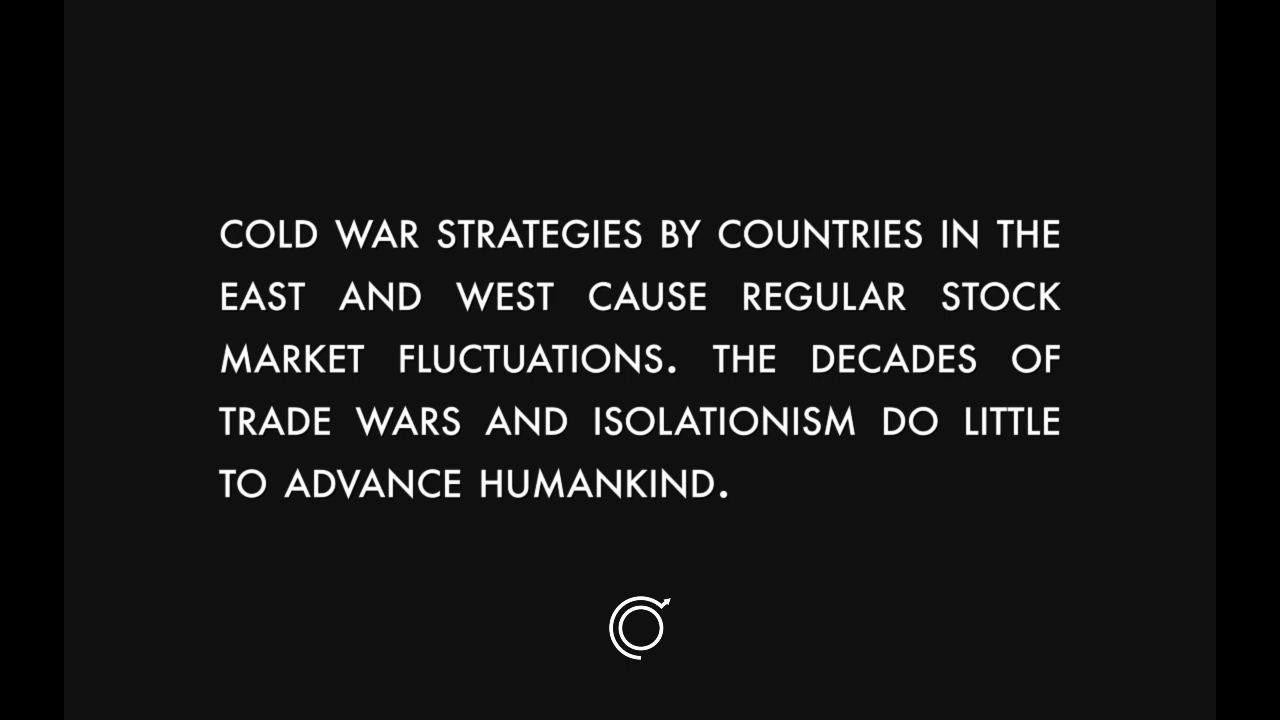 COLD WAR STRATEGIES BY COUNTRIES IN THE
EAST AND WEST CAUSE REGULAR STOCK
MARKET FLUCTUATIONS. THE DECADES OF
TRADE WARS AND ISOLATIONISM DO LITTLE
TO ADVANCE HUMANKIND.